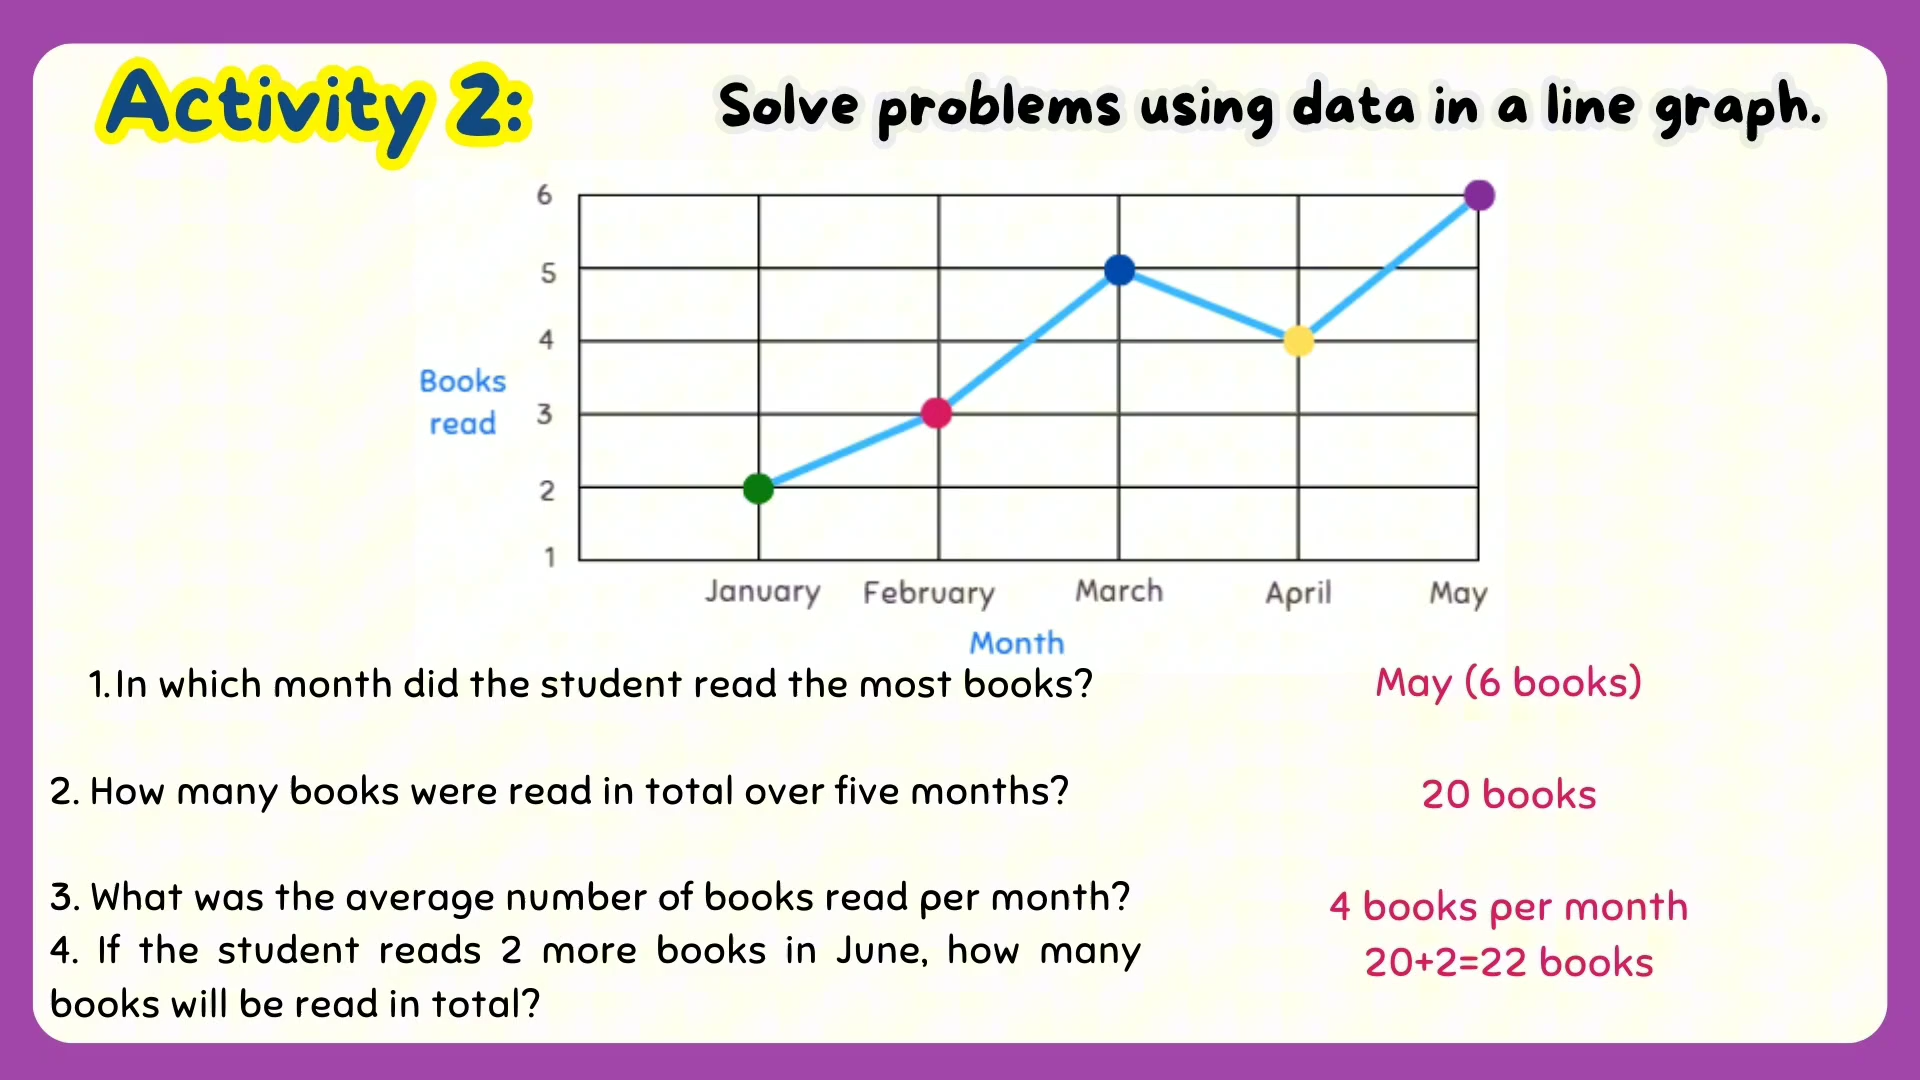 Activity 2:
Solve problems using data in a line graph.
6
5
4
3
2
1
Books
read
January February March April May
Month
1.In which month did the student read the most books?
May (6 books)
2. How many books were read in total over five months?
20 books
3. What was the average number of books read per month?
4 books per month
4. If the student reads 2 more books in June, how many
books will be read in total?
20+2=22 books